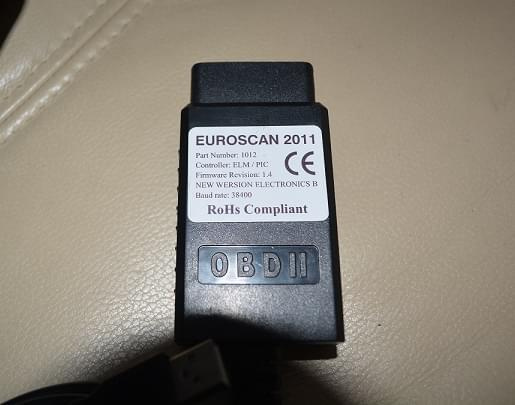 EUROSCAN 2011
Part Number: 1012
Controller: ELM / PIC
Firmware Revision: 1.4
NEW WERSION ELECTRONICS B
Baud rate: 38400
CE
RoHs Compliant
OBDII